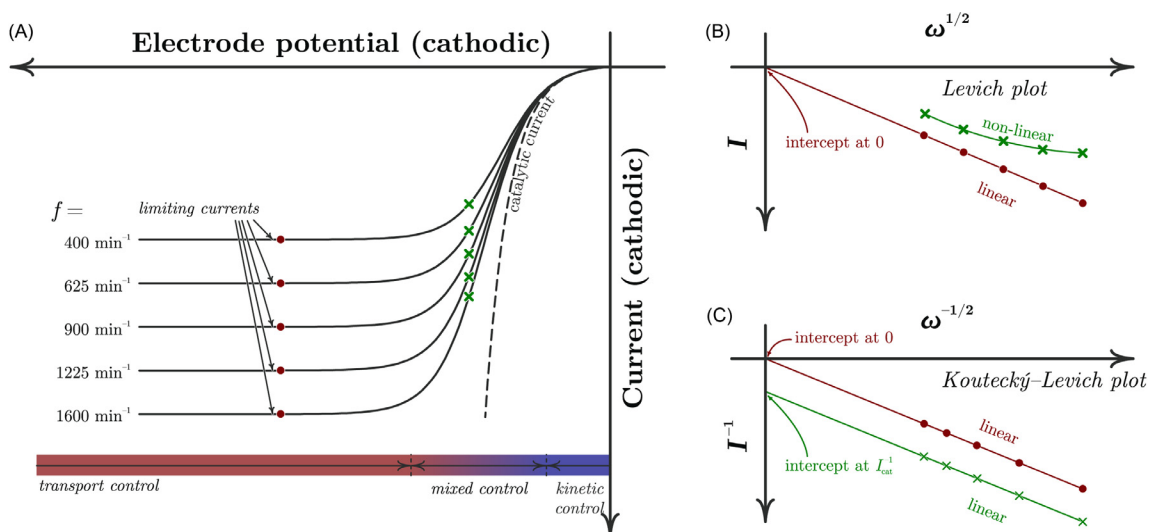 (A)
Electrode potential (cathodic)
Current (cathodic)
catalytic current
f =
limiting currents
400 min⁻¹
625 min⁻¹
900 min⁻¹
1225 min⁻¹
1600 min⁻¹
transport control
mixed control
kinetic
control
(B)
ω^1/2
Levich plot
I
non-linear
intercept at 0
linear
(C)
ω^-1/2
intercept at 0
Koutecký–Levich plot
I^-1
linear
intercept at I_cat^-1
linear